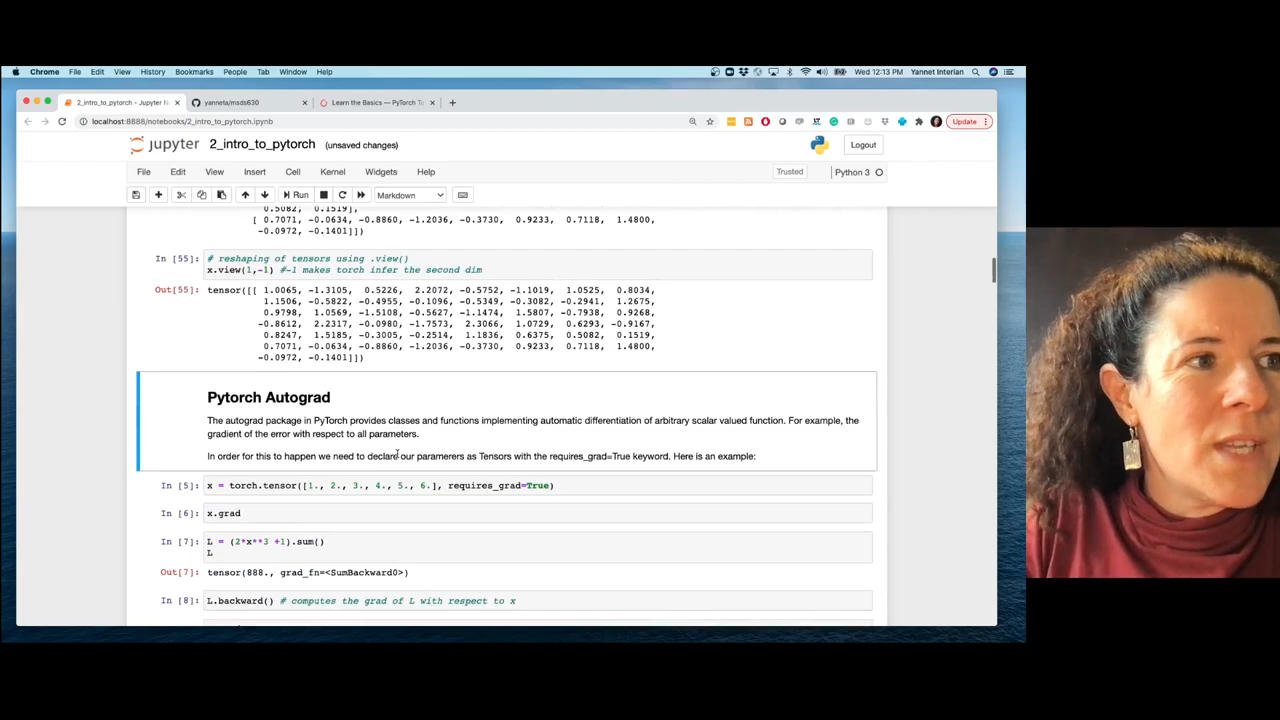 Chrome File Edit View History Bookmarks People Tab Window Help Wed 12:13 PM Yannet Interian
2_intro_to_pytorch - Jupyter N yanneta/msds630 Learn the Basics — PyTorch Tu
localhost:8888/notebooks/2_intro_to_pytorch.ipynb Update
jupyter 2_intro_to_pytorch (unsaved changes) Logout
File Edit View Insert Cell Kernel Widgets Help Trusted Python 3
Run Markdown
0.5082, 0.1519],
[ 0.7071, -0.0634, -0.8860, -1.2036, -0.3730, 0.9233, 0.7118, 1.4800,
-0.0972, -0.1401]])
In [55]: # reshaping of tensors using .view()
x.view(1,-1) #-1 makes torch infer the second dim
Out[55]: tensor([[ 1.0065, -1.3105, 0.5226, 2.2072, -0.5752, -1.1019, 1.0525, 0.8034,
1.1506, -0.5822, -0.4955, -0.1096, -0.5349, -0.3082, -0.2941, 1.2675,
0.9798, 1.0569, -1.5108, -0.5627, -1.1474, 1.5807, -0.7938, 0.9268,
-0.8612, 2.2317, -0.0980, -1.7573, 2.3066, 1.0729, 0.6293, -0.9167,
0.8247, 1.5185, -0.3005, -0.2514, 1.1836, 0.6375, 0.5082, 0.1519,
0.7071, -0.0634, -0.8860, -1.2036, -0.3730, 0.9233, 0.7118, 1.4800,
-0.0972, -0.1401]])
Pytorch Autograd
The autograd package in PyTorch provides classes and functions implementing automatic differentiation of arbitrary scalar valued function. For example, the
gradient of the error with respect to all parameters.
In order for this to happen we need to declare our paramerers as Tensors with the requires_grad=True keyword. Here is an example:
In [5]: x = torch.tensor([1., 2., 3., 4., 5., 6.], requires_grad=True)
In [6]: x.grad
In [7]: L = (2*x**3 +1).sum()
L
Out[7]: tensor(888., grad_fn=<SumBackward0>)
In [8]: L.backward() # computes the grad of L with respect to x